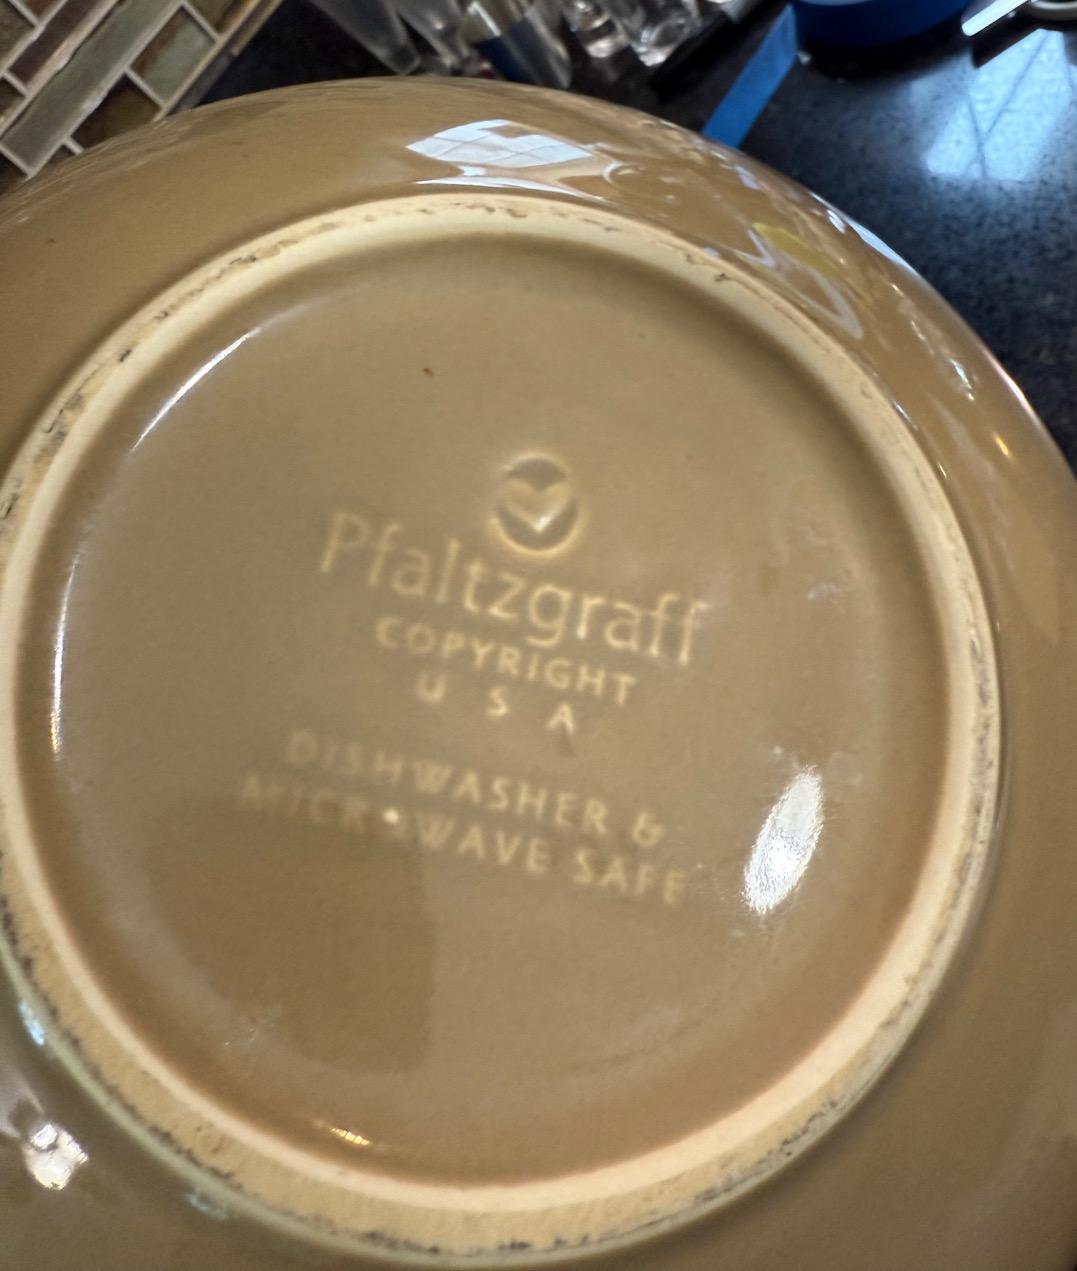 Pfaltzgraff
COPYRIGHT
U S A
DISHWASHER &
MICROWAVE SAFE